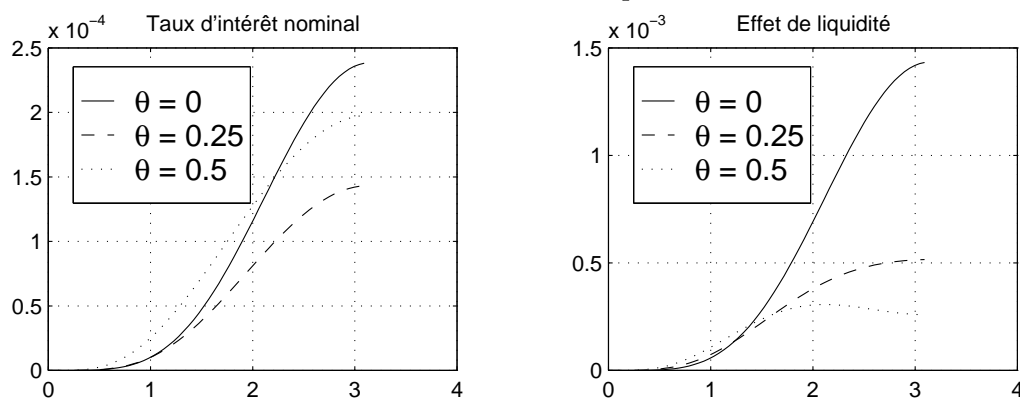 Taux d'intérêt nominal
x 10⁻⁴
2.5
2
1.5
1
0.5
0
0 1 2 3 4
θ = 0
θ = 0.25
θ = 0.5
Effet de liquidité
x 10⁻³
1.5
1
0.5
0
0 1 2 3 4
θ = 0
θ = 0.25
θ = 0.5